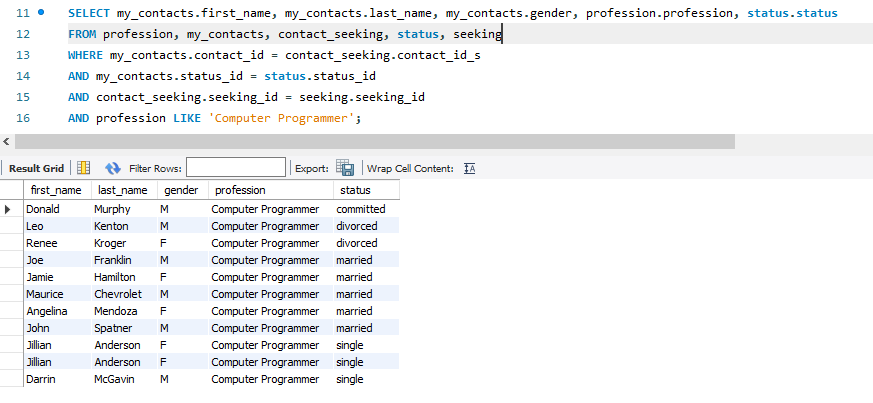 11 SELECT my_contacts.first_name, my_contacts.last_name, my_contacts.gender, profession.profession, status.status
12 FROM profession, my_contacts, contact_seeking, status, seeking
13 WHERE my_contacts.contact_id = contact_seeking.contact_id_s
14 AND my_contacts.status_id = status.status_id
15 AND contact_seeking.seeking_id = seeking.seeking_id
16 AND profession LIKE 'Computer Programmer';
Result Grid Filter Rows: Export: Wrap Cell Content: IA
first_name last_name gender profession status
Donald Murphy M Computer Programmer committed
Leo Kenton M Computer Programmer divorced
Renee Kroger F Computer Programmer divorced
Joe Franklin M Computer Programmer married
Jamie Hamilton F Computer Programmer married
Maurice Chevrolet M Computer Programmer married
Angelina Mendoza F Computer Programmer married
John Spatner M Computer Programmer married
Jillian Anderson F Computer Programmer single
Jillian Anderson F Computer Programmer single
Darrin McGavin M Computer Programmer single